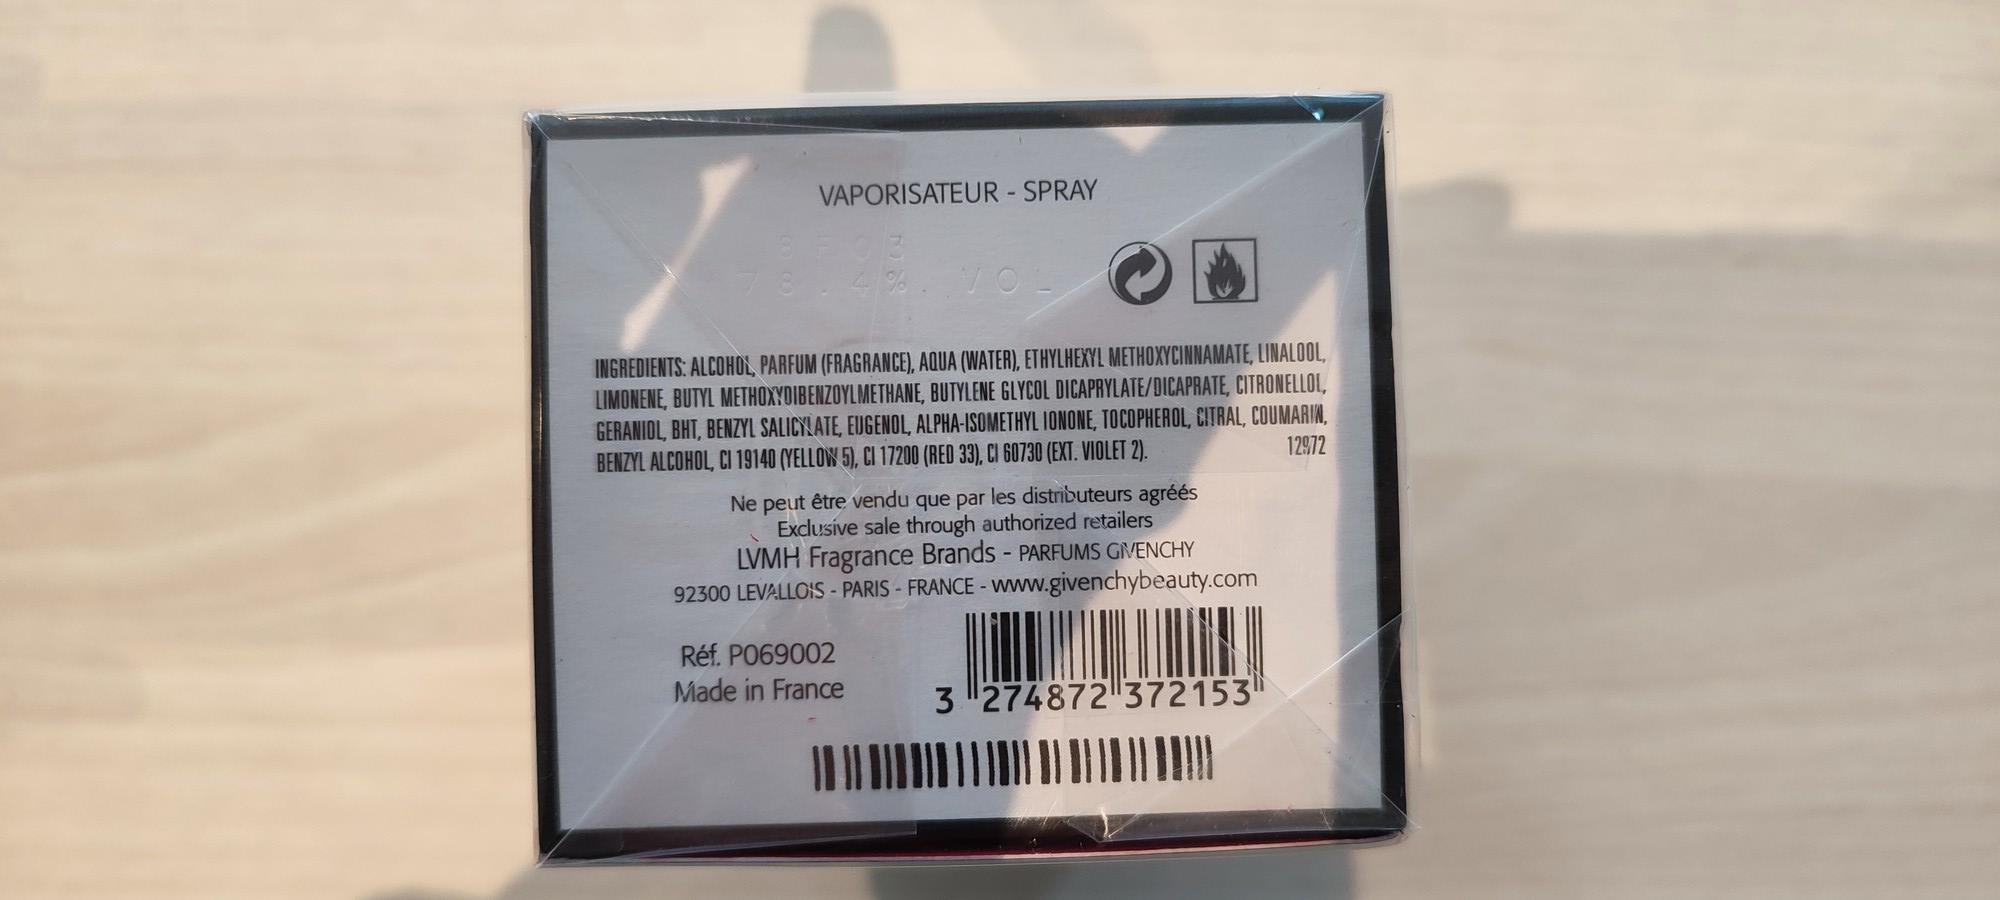 VAPORISATEUR - SPRAY
8F03
78.4% VOL
INGREDIENTS: ALCOHOL, PARFUM (FRAGRANCE), AQUA (WATER), ETHYLHEXYL METHOXYCINNAMATE, LINALOOL,
LIMONENE, BUTYL METHOXYDIBENZOYLMETHANE, BUTYLENE GLYCOL DICAPRYLATE/DICAPRATE, CITRONELLOL,
GERANIOL, BHT, BENZYL SALICYLATE, EUGENOL, ALPHA-ISOMETHYL IONONE, TOCOPHEROL, CITRAL, COUMARIN,
BENZYL ALCOHOL, CI 19140 (YELLOW 5), CI 17200 (RED 33), CI 60730 (EXT. VIOLET 2). 12972
Ne peut être vendu que par les distributeurs agréés
Exclusive sale through authorized retailers
LVMH Fragrance Brands - PARFUMS GIVENCHY
92300 LEVALLOIS - PARIS - FRANCE - www.givenchybeauty.com
Réf. P069002
Made in France
3 274872 372153